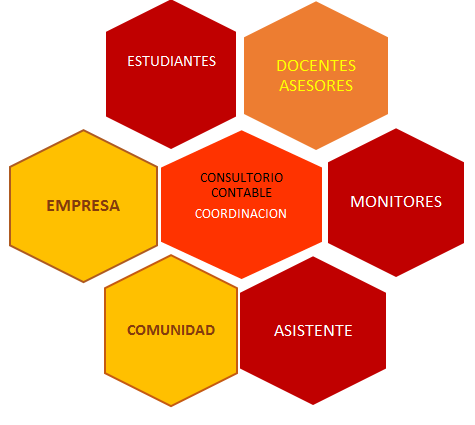 ESTUDIANTES
DOCENTES
ASESORES
EMPRESA
CONSULTORIO
CONTABLE
COORDINACION
MONITORES
COMUNIDAD
ASISTENTE